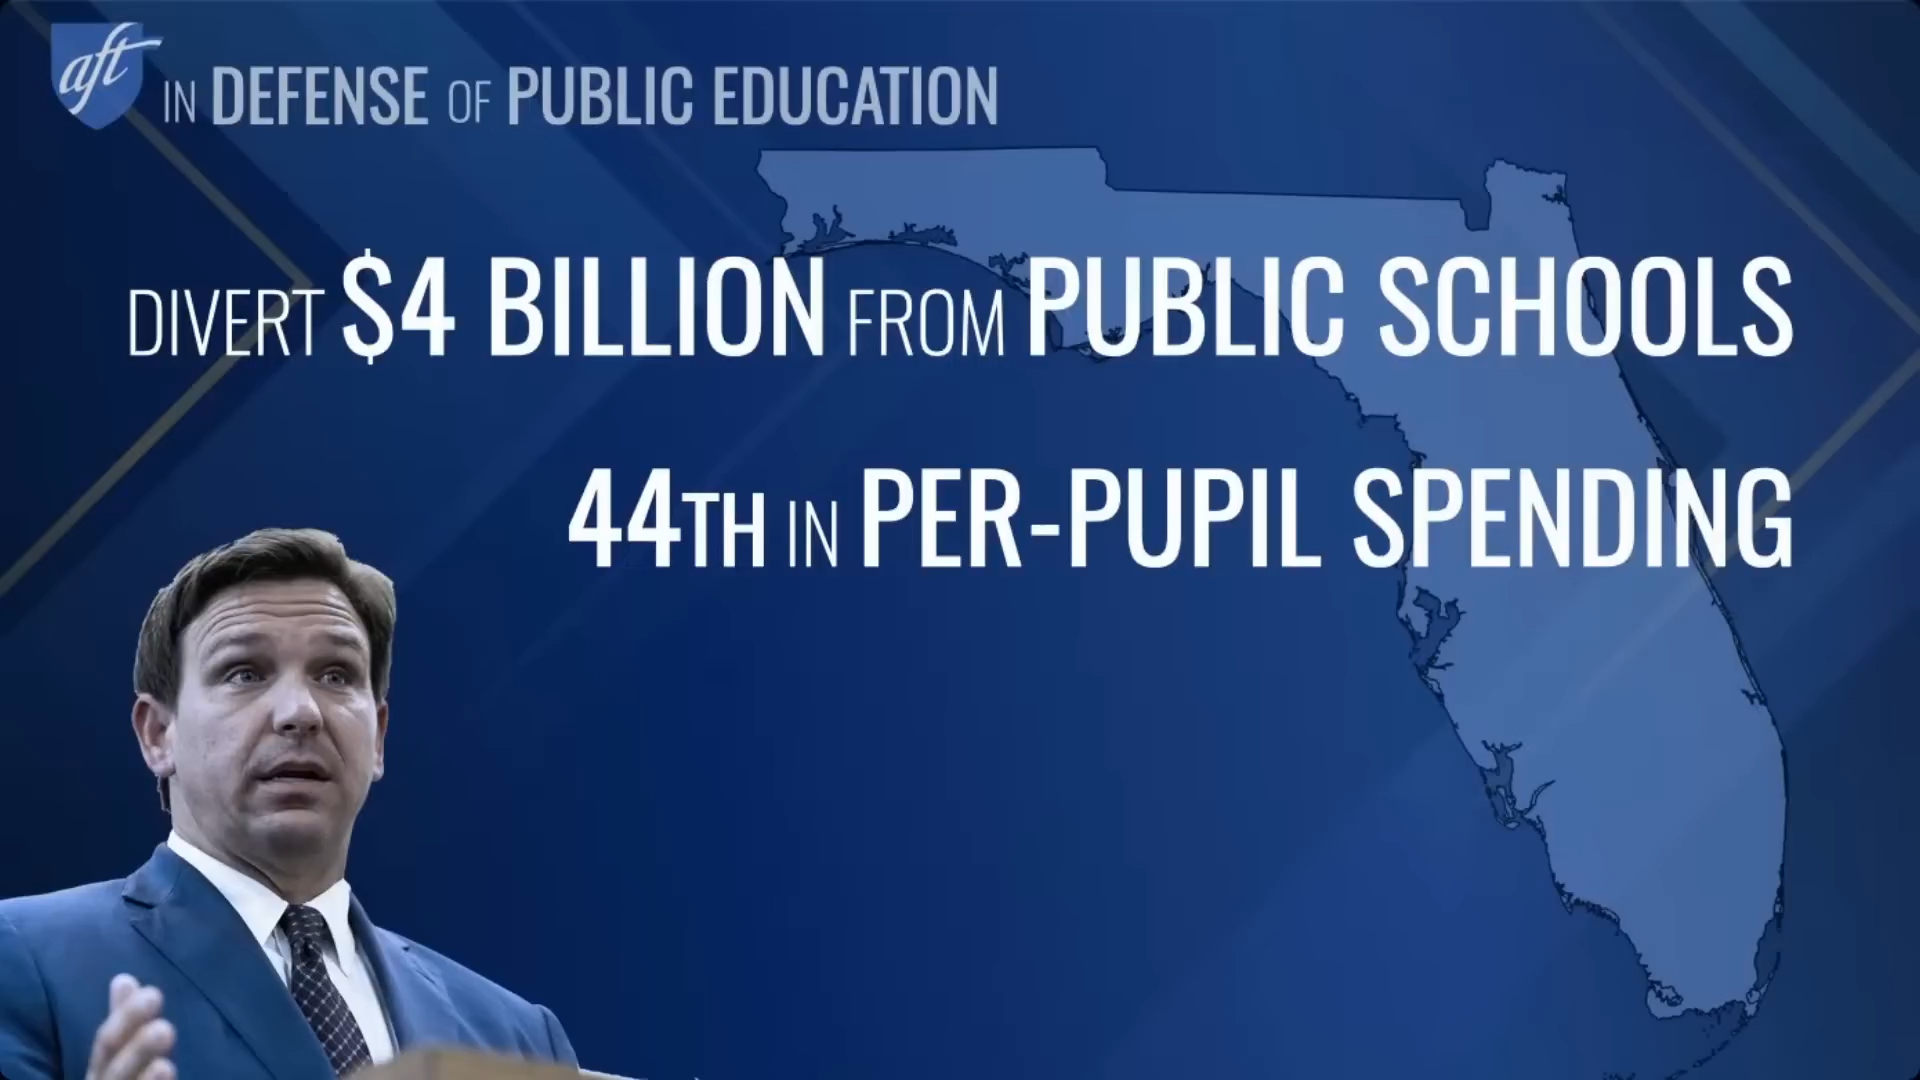 aft
IN DEFENSE OF PUBLIC EDUCATION
DIVERT $4 BILLION FROM PUBLIC SCHOOLS
44TH IN PER-PUPIL SPENDING